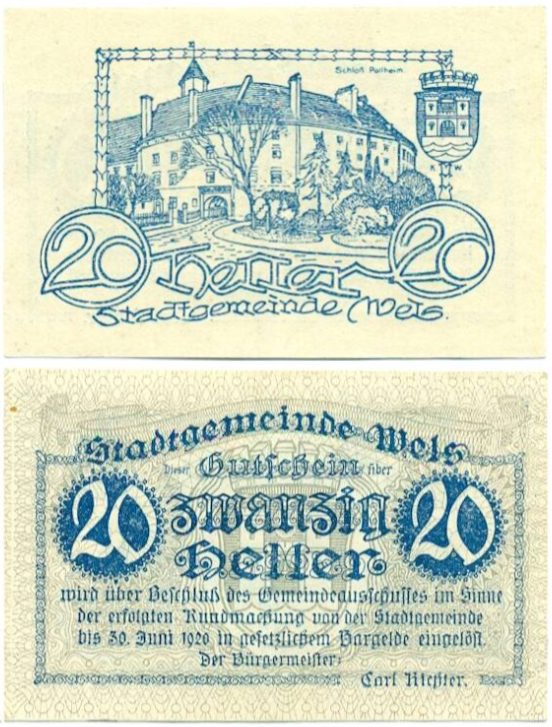 Schloß Pollheim
K. W.
20 Heller 20
Stadtgemeinde Wels.
Stadtgemeinde Wels
Dieser Gutschein über
20 zwanzig 20
Heller
wird über Beschluß des Gemeindeausschusses im Sinne
der erfolgten Kundmachung von der Stadtgemeinde
bis 30. Juni 1920 in gesetzlichem Bargelde eingelöst.
Der Bürgermeister:
Carl Richter.